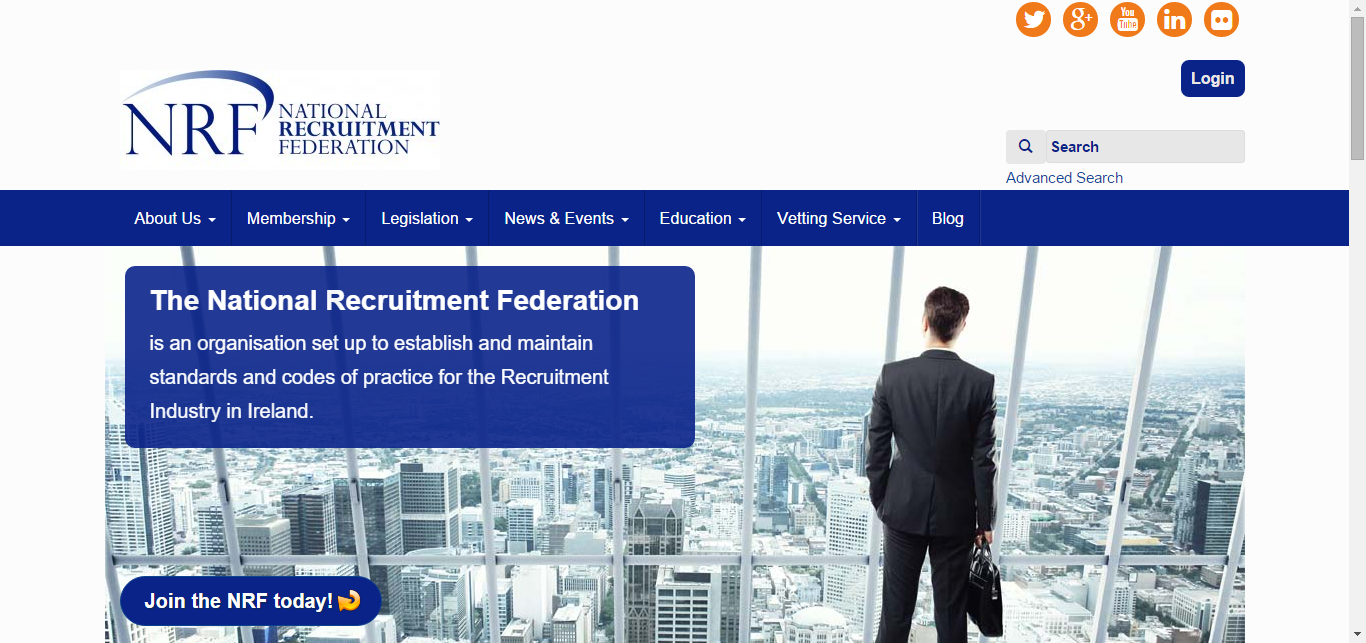 You
Tube
Login
NRF
NATIONAL
RECRUITMENT
FEDERATION
Search
Advanced Search
About Us
Membership
Legislation
News & Events
Education
Vetting Service
Blog
The National Recruitment Federation
is an organisation set up to establish and maintain
standards and codes of practice for the Recruitment
Industry in Ireland.
Join the NRF today!